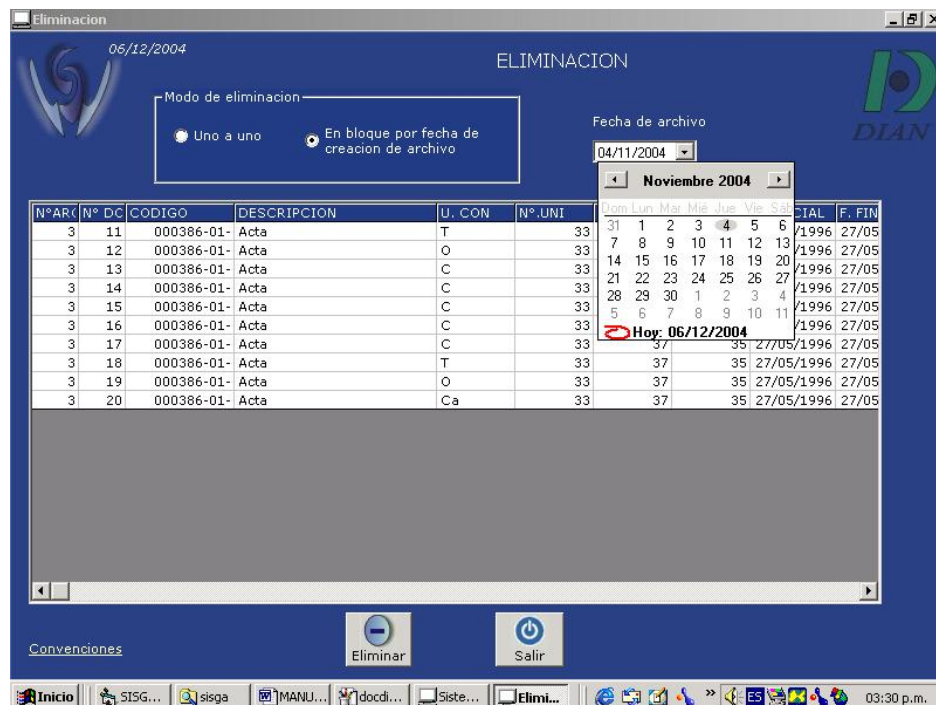 Eliminacion
06/12/2004
ELIMINACION
DIAN
Modo de eliminacion
Uno a uno
En bloque por fecha de
creacion de archivo
Fecha de archivo
04/11/2004
Noviembre 2004
Dom Lun Mar Mié Jue Vie Sáb
31 1 2 3 4 5 6
7 8 9 10 11 12 13
14 15 16 17 18 19 20
21 22 23 24 25 26 27
28 29 30 1 2 3 4
5 6 7 8 9 10 11
Hoy: 06/12/2004
NºARC Nº DC CODIGO DESCRIPCION U. CON Nº.UNI CIAL F. FIN
3 11 000386-01- Acta T 33 /1996 27/05
3 12 000386-01- Acta O 33 /1996 27/05
3 13 000386-01- Acta C 33 /1996 27/05
3 14 000386-01- Acta C 33 /1996 27/05
3 15 000386-01- Acta C 33 /1996 27/05
3 16 000386-01- Acta C 33 /1996 27/05
3 17 000386-01- Acta C 33 37 35 27/05/1996 27/05
3 18 000386-01- Acta T 33 37 35 27/05/1996 27/05
3 19 000386-01- Acta O 33 37 35 27/05/1996 27/05
3 20 000386-01- Acta Ca 33 37 35 27/05/1996 27/05
Convenciones
Eliminar
Salir
Inicio SISG... sisga MANU... docdi... Siste... Elimi... » ES 03:30 p.m.